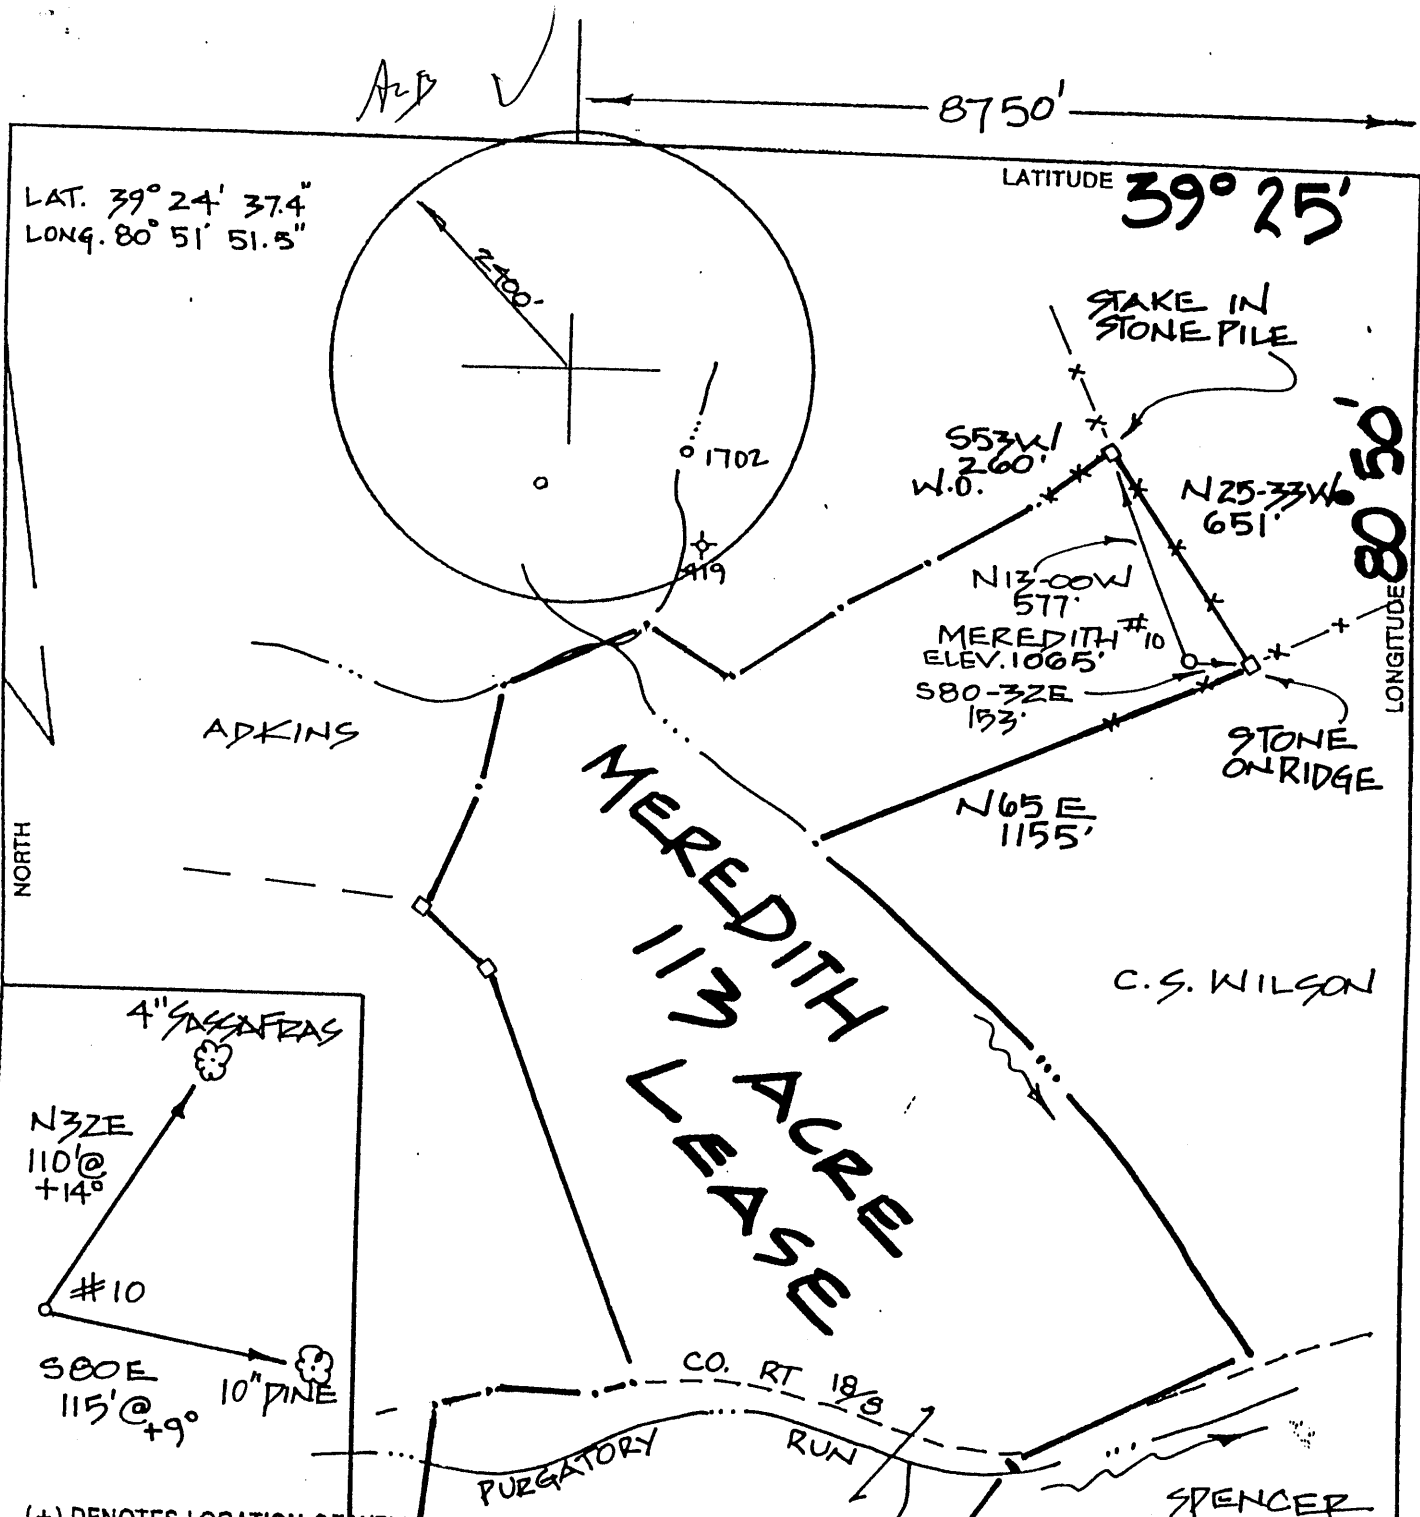 8750'
LATITUDE 39° 25'
LAT. 39° 24' 37.4"
LONG. 80° 51' 51.5"
2400'
STAKE IN
STONE PILE
80° 50'
LONGITUDE
S53W
260'
W.D.
N25-33W
651'
1702
419
N13-00W
577'
MEREDITH #10
ELEV. 1065'
S80-32E
153'
STONE
ON RIDGE
N65E
1155'
ADKINS
NORTH
MEREDITH
113 ACRE
LEASE
C.S. WILSON
4" SASSAFRAS
N32E
110'@
+14°
#10
S80E
115'@
+9°
10" PINE
CO. RT 18/8
PURGATORY RUN
SPENCER
(+) DENOTES LOCATION OF